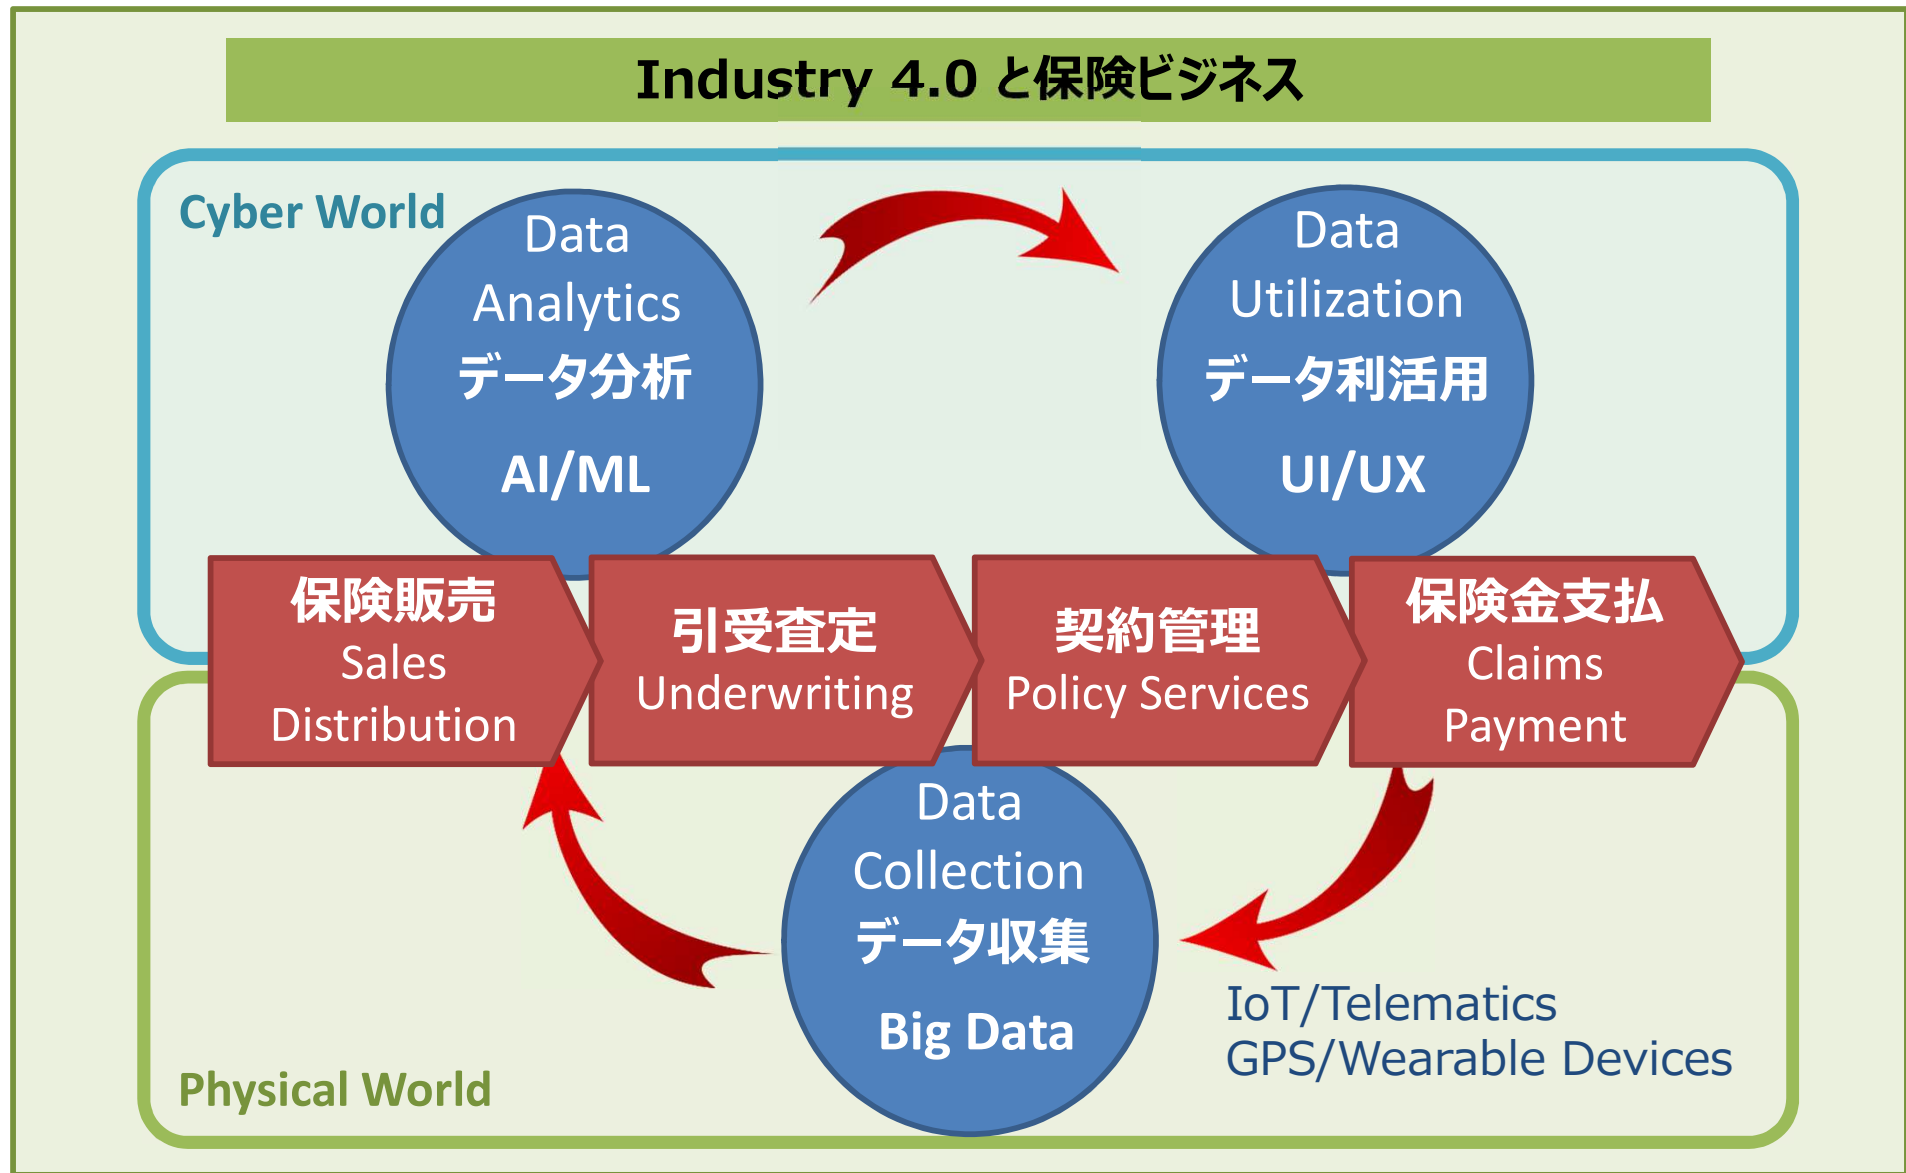 Industry 4.0 と保険ビジネス
Cyber World
Data
Analytics
データ分析
AI/ML
Data
Utilization
データ利活用
UI/UX
保険販売
Sales
Distribution
引受査定
Underwriting
契約管理
Policy Services
保険金支払
Claims
Payment
Data
Collection
データ収集
Big Data
IoT/Telematics
GPS/Wearable Devices
Physical World